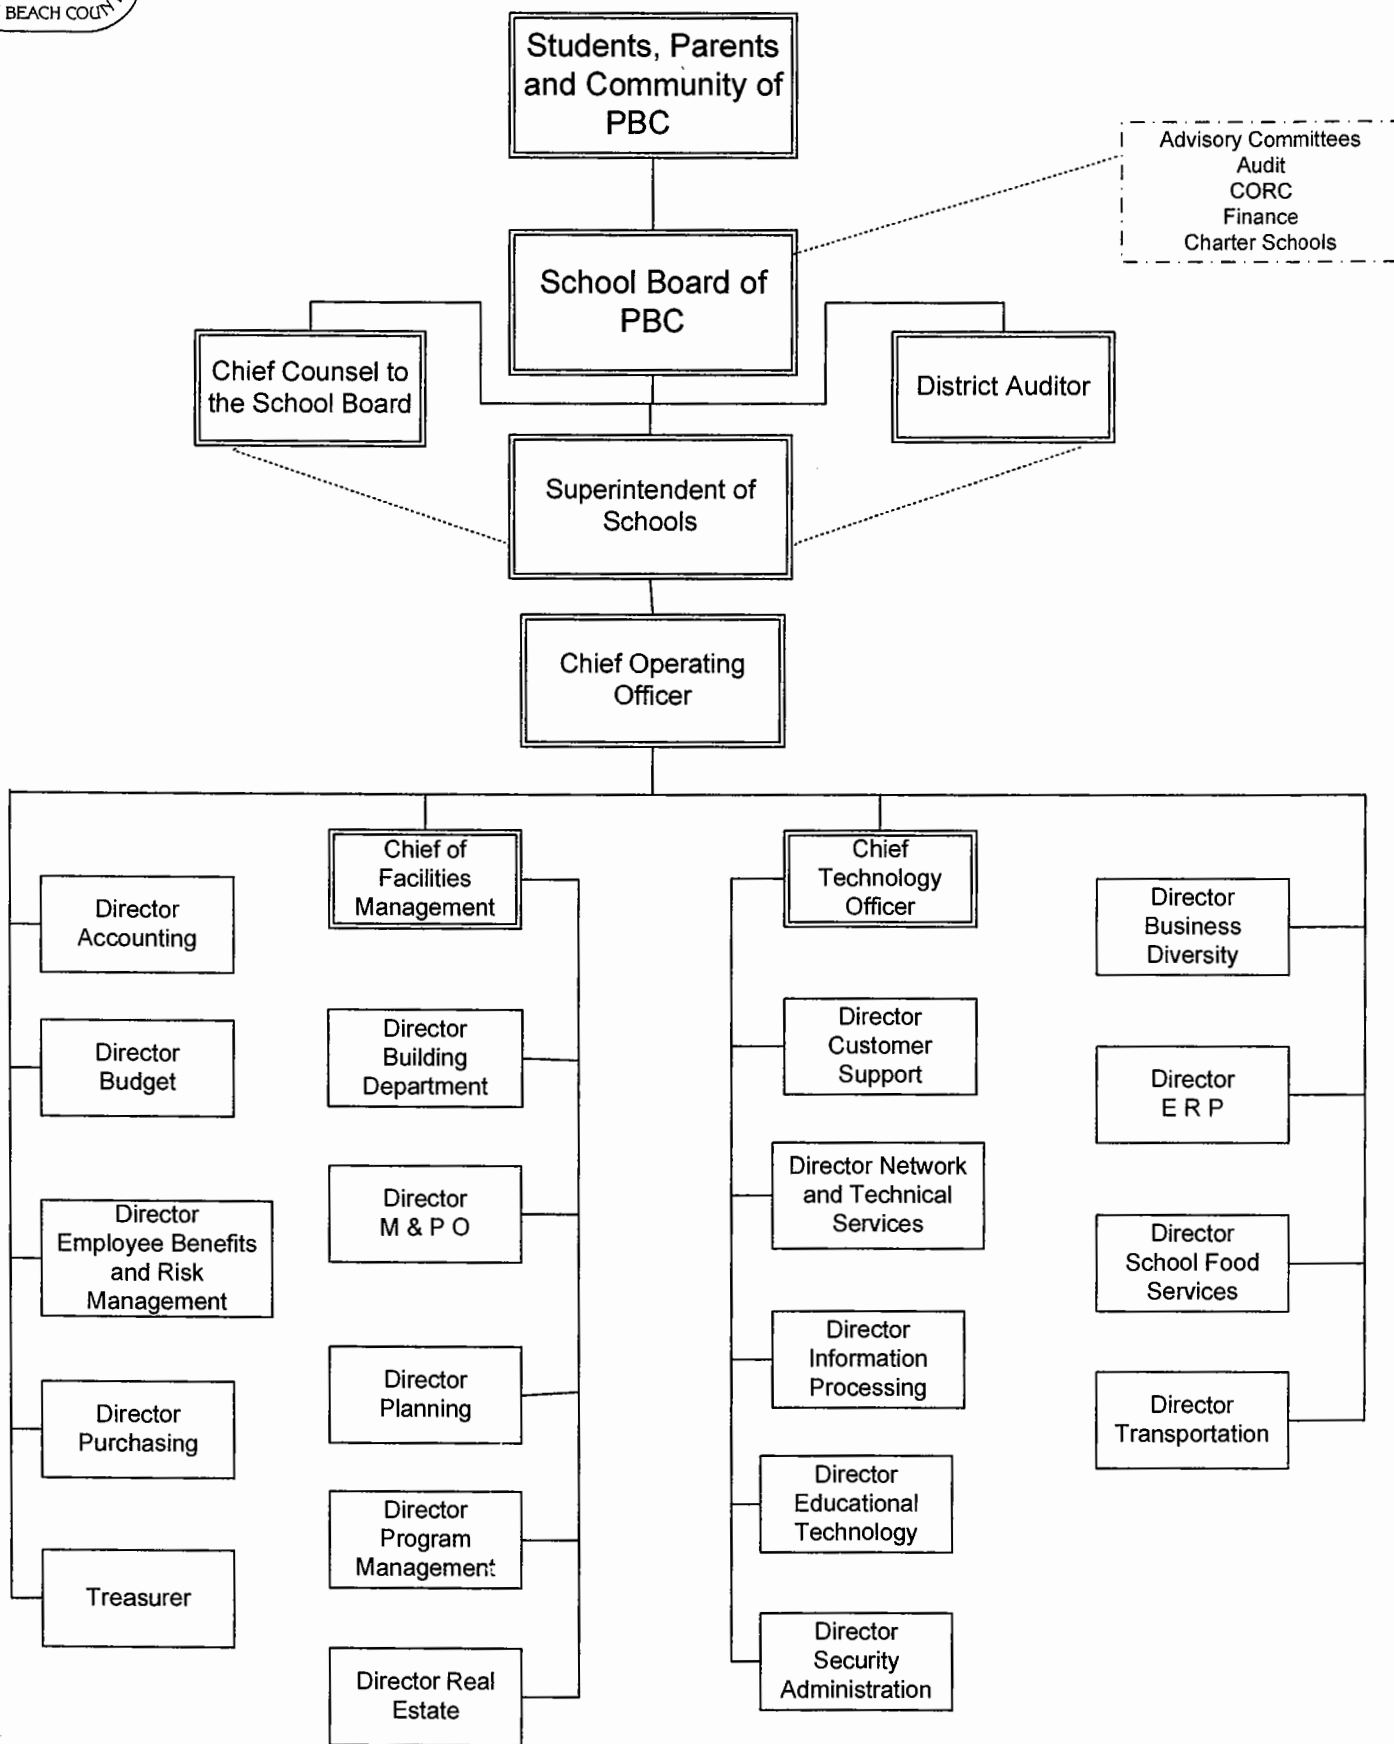 BEACH COUNT
Students, Parents
and Community of
PBC
Advisory Committees
Audit
CORC
Finance
Charter Schools
School Board of
PBC
Chief Counsel to
the School Board
District Auditor
Superintendent of
Schools
Chief Operating
Officer
Chief of
Facilities
Management
Chief
Technology
Officer
Director
Accounting
Director
Budget
Director
Employee Benefits
and Risk
Management
Director
Purchasing
Treasurer
Director
Building
Department
Director
M & P O
Director
Planning
Director
Program
Management
Director Real
Estate
Director
Customer
Support
Director Network
and Technical
Services
Director
Information
Processing
Director
Educational
Technology
Director
Security
Administration
Director
Business
Diversity
Director
E R P
Director
School Food
Services
Director
Transportation